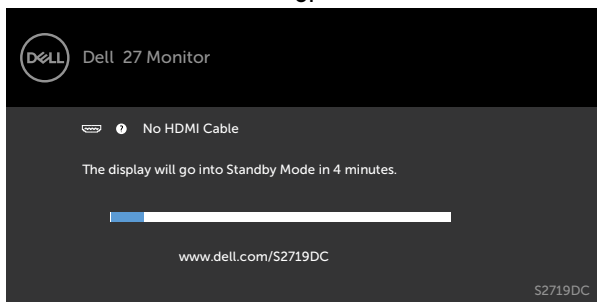 DELL
Dell 27 Monitor
? No HDMI Cable
The display will go into Standby Mode in 4 minutes.
www.dell.com/S2719DC
S2719DC